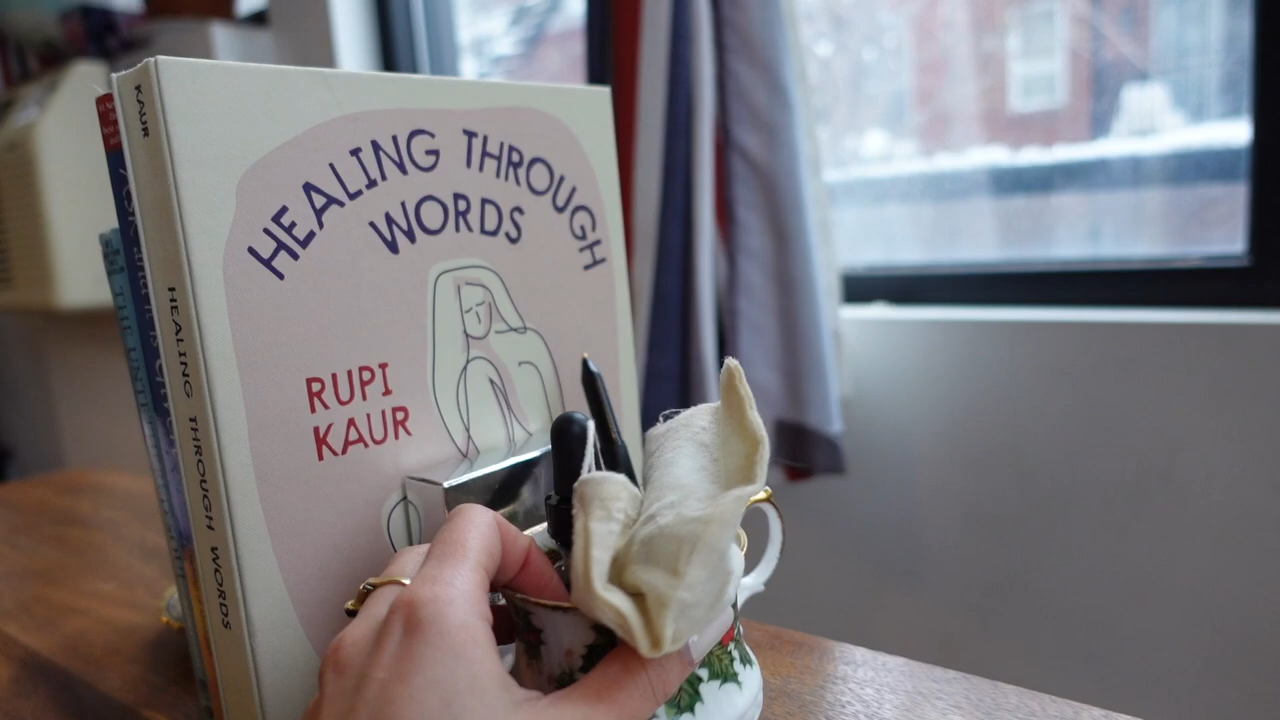 HEALING THROUGH
WORDS
RUPI
KAUR
KAUR
HEALING THROUGH WORDS